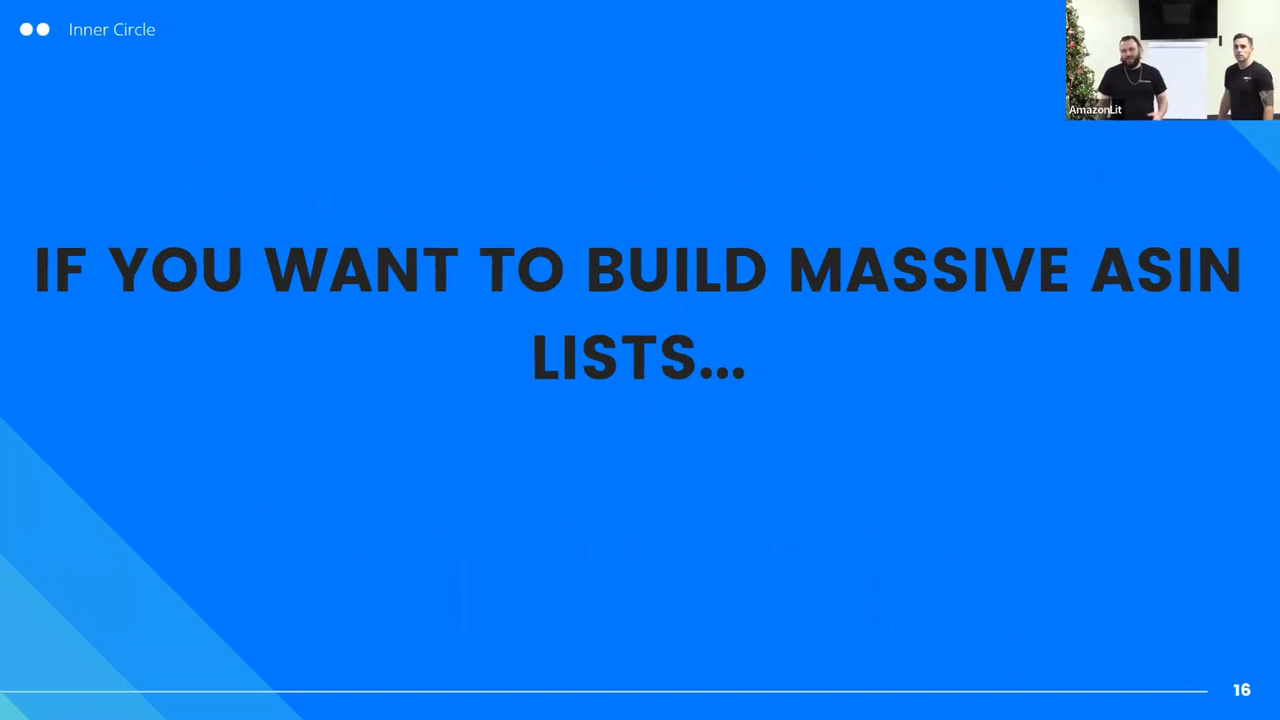 Inner Circle
AmazonLit
IF YOU WANT TO BUILD MASSIVE ASIN
LISTS...
16